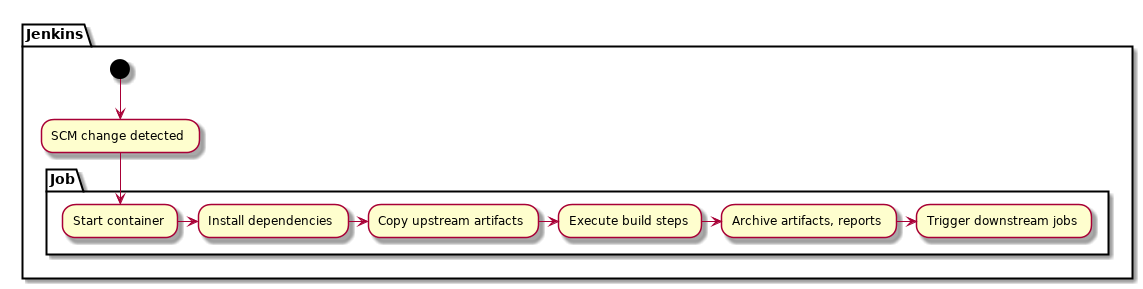 Jenkins
SCM change detected
Job
Start container
Install dependencies
Copy upstream artifacts
Execute build steps
Archive artifacts, reports
Trigger downstream jobs